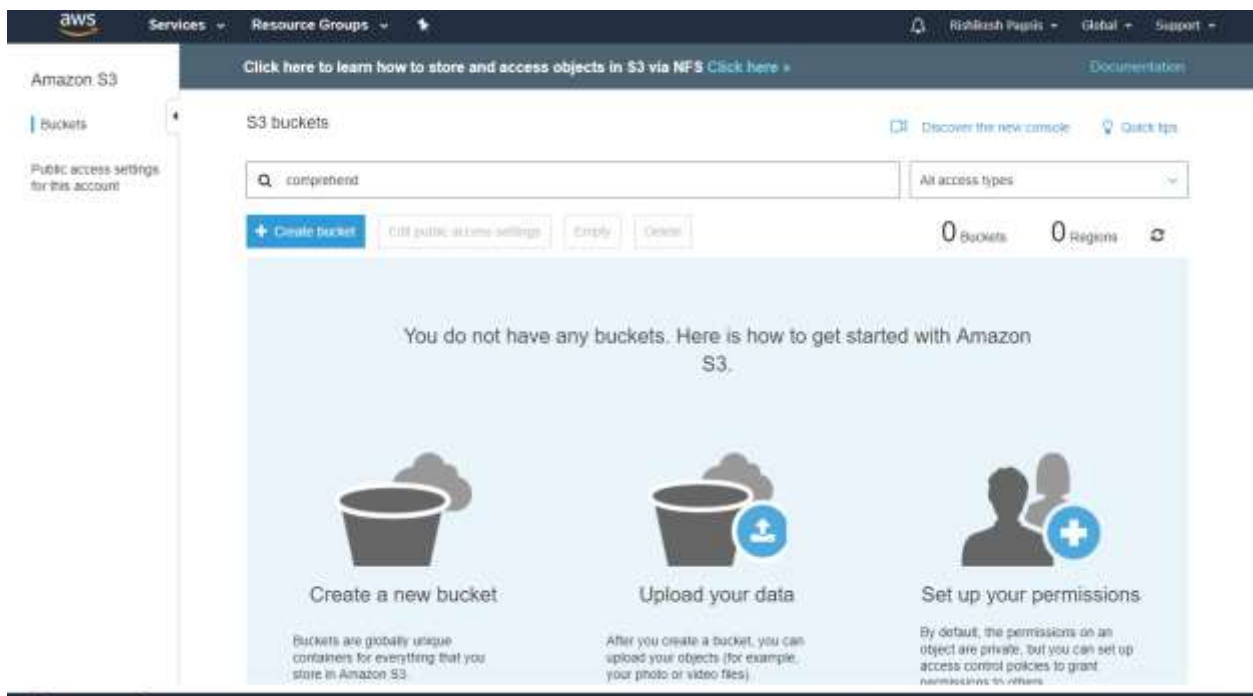 aws Services Resource Groups Global Support
Amazon S3
Buckets
Public access settings
for this account
Click here to learn how to store and access objects in S3 via NFS Click here »
Documentation
S3 buckets
Discover the new console Quick tips
comprehend
All access types
Create bucket Edit public access settings Empty Delete
0 Buckets 0 Regions
You do not have any buckets. Here is how to get started with Amazon
S3.
Create a new bucket
Buckets are globally unique
containers for everything that you
store in Amazon S3.
Upload your data
After you create a bucket, you can
upload your objects (for example,
your photo or video files).
Set up your permissions
By default, the permissions on an
object are private, but you can set up
access control policies to grant
permissions to others.